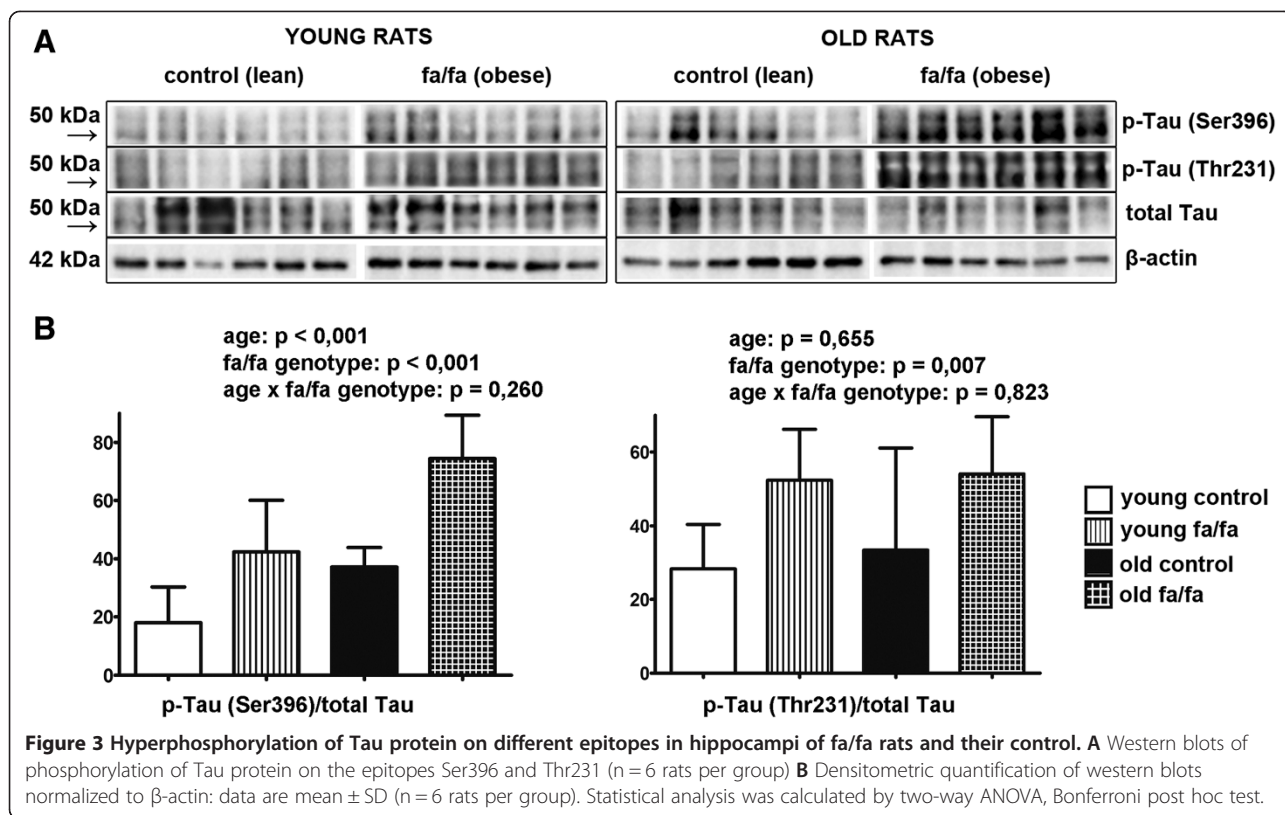 A
YOUNG RATS
OLD RATS
control (lean)
fa/fa (obese)
control (lean)
fa/fa (obese)
50 kDa
→
p-Tau (Ser396)
50 kDa
→
p-Tau (Thr231)
50 kDa
→
total Tau
42 kDa
β-actin
B
age: p < 0,001
fa/fa genotype: p < 0,001
age x fa/fa genotype: p = 0,260
80
60
40
20
0
p-Tau (Ser396)/total Tau
age: p = 0,655
fa/fa genotype: p = 0,007
age x fa/fa genotype: p = 0,823
60
40
20
0
p-Tau (Thr231)/total Tau
young control
young fa/fa
old control
old fa/fa
Figure 3 Hyperphosphorylation of Tau protein on different epitopes in hippocampi of fa/fa rats and their control. A Western blots of
phosphorylation of Tau protein on the epitopes Ser396 and Thr231 (n = 6 rats per group) B Densitometric quantification of western blots
normalized to β-actin: data are mean ± SD (n = 6 rats per group). Statistical analysis was calculated by two-way ANOVA, Bonferroni post hoc test.